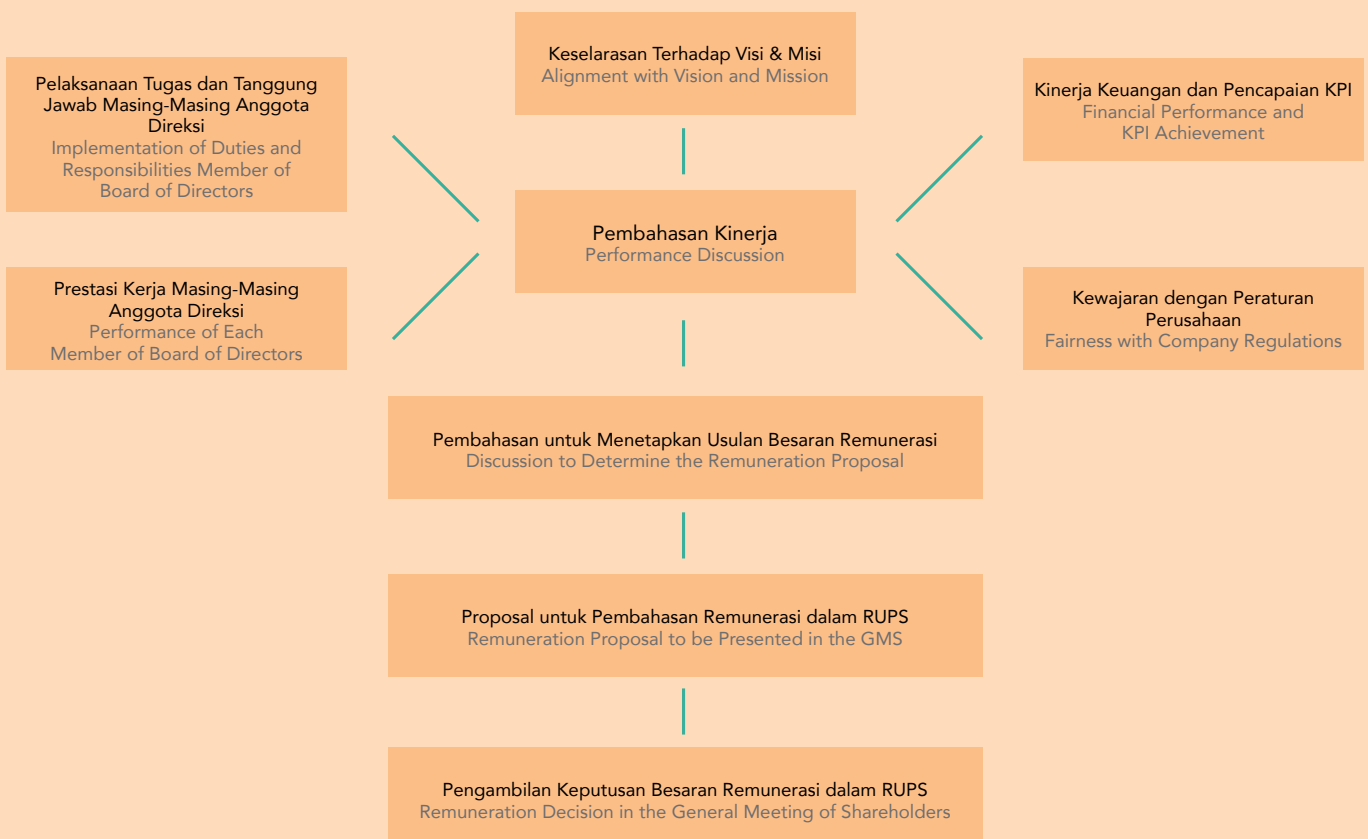 Keselarasan Terhadap Visi & Misi
Alignment with Vision and Mission
Pelaksanaan Tugas dan Tanggung
Jawab Masing-Masing Anggota
Direksi
Implementation of Duties and
Responsibilities Member of
Board of Directors
Kinerja Keuangan dan Pencapaian KPI
Financial Performance and
KPI Achievement
Pembahasan Kinerja
Performance Discussion
Prestasi Kerja Masing-Masing
Anggota Direksi
Performance of Each
Member of Board of Directors
Kewajaran dengan Peraturan
Perusahaan
Fairness with Company Regulations
Pembahasan untuk Menetapkan Usulan Besaran Remunerasi
Discussion to Determine the Remuneration Proposal
Proposal untuk Pembahasan Remunerasi dalam RUPS
Remuneration Proposal to be Presented in the GMS
Pengambilan Keputusan Besaran Remunerasi dalam RUPS
Remuneration Decision in the General Meeting of Shareholders